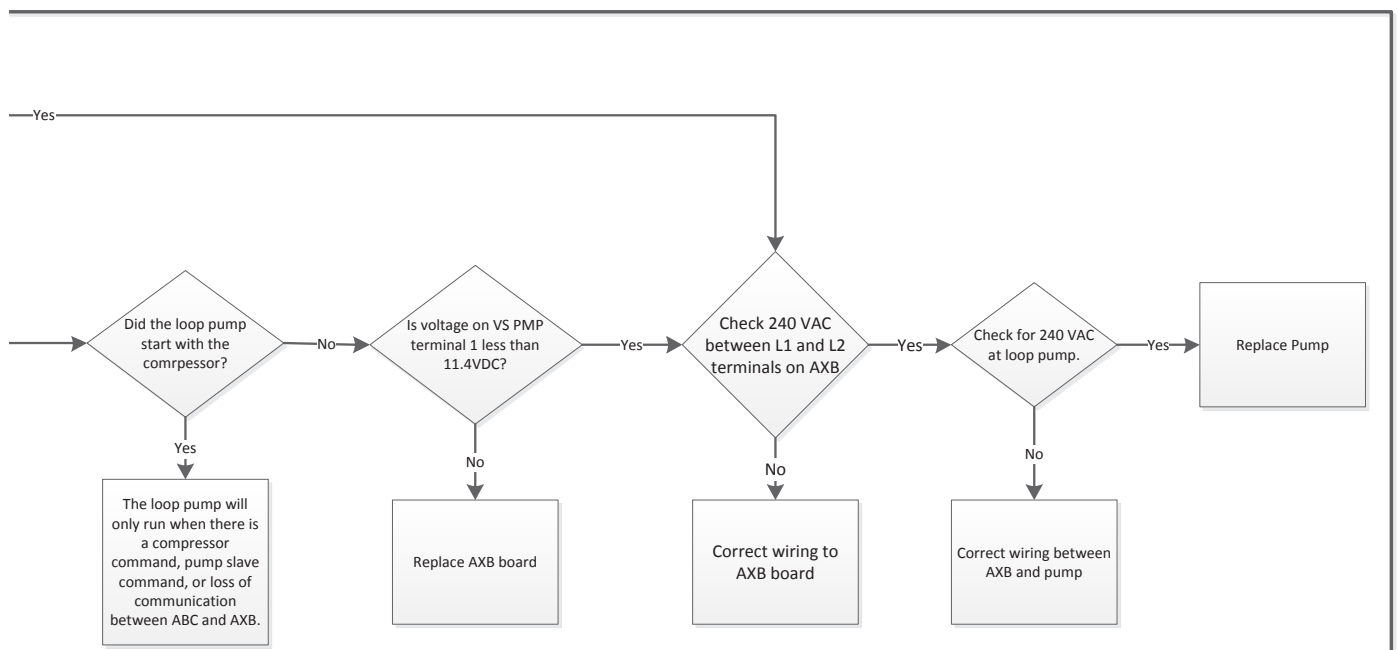 Yes
Did the loop pump
start with the
comrpessor?
No
Is voltage on VS PMP
terminal 1 less than
11.4VDC?
Yes
Check 240 VAC
between L1 and L2
terminals on AXB
Yes
Check for 240 VAC
at loop pump.
Yes
Replace Pump
Yes
No
No
No
The loop pump will
only run when there is
a compressor
command, pump slave
command, or loss of
communication
between ABC and AXB.
Replace AXB board
Correct wiring to
AXB board
Correct wiring between
AXB and pump